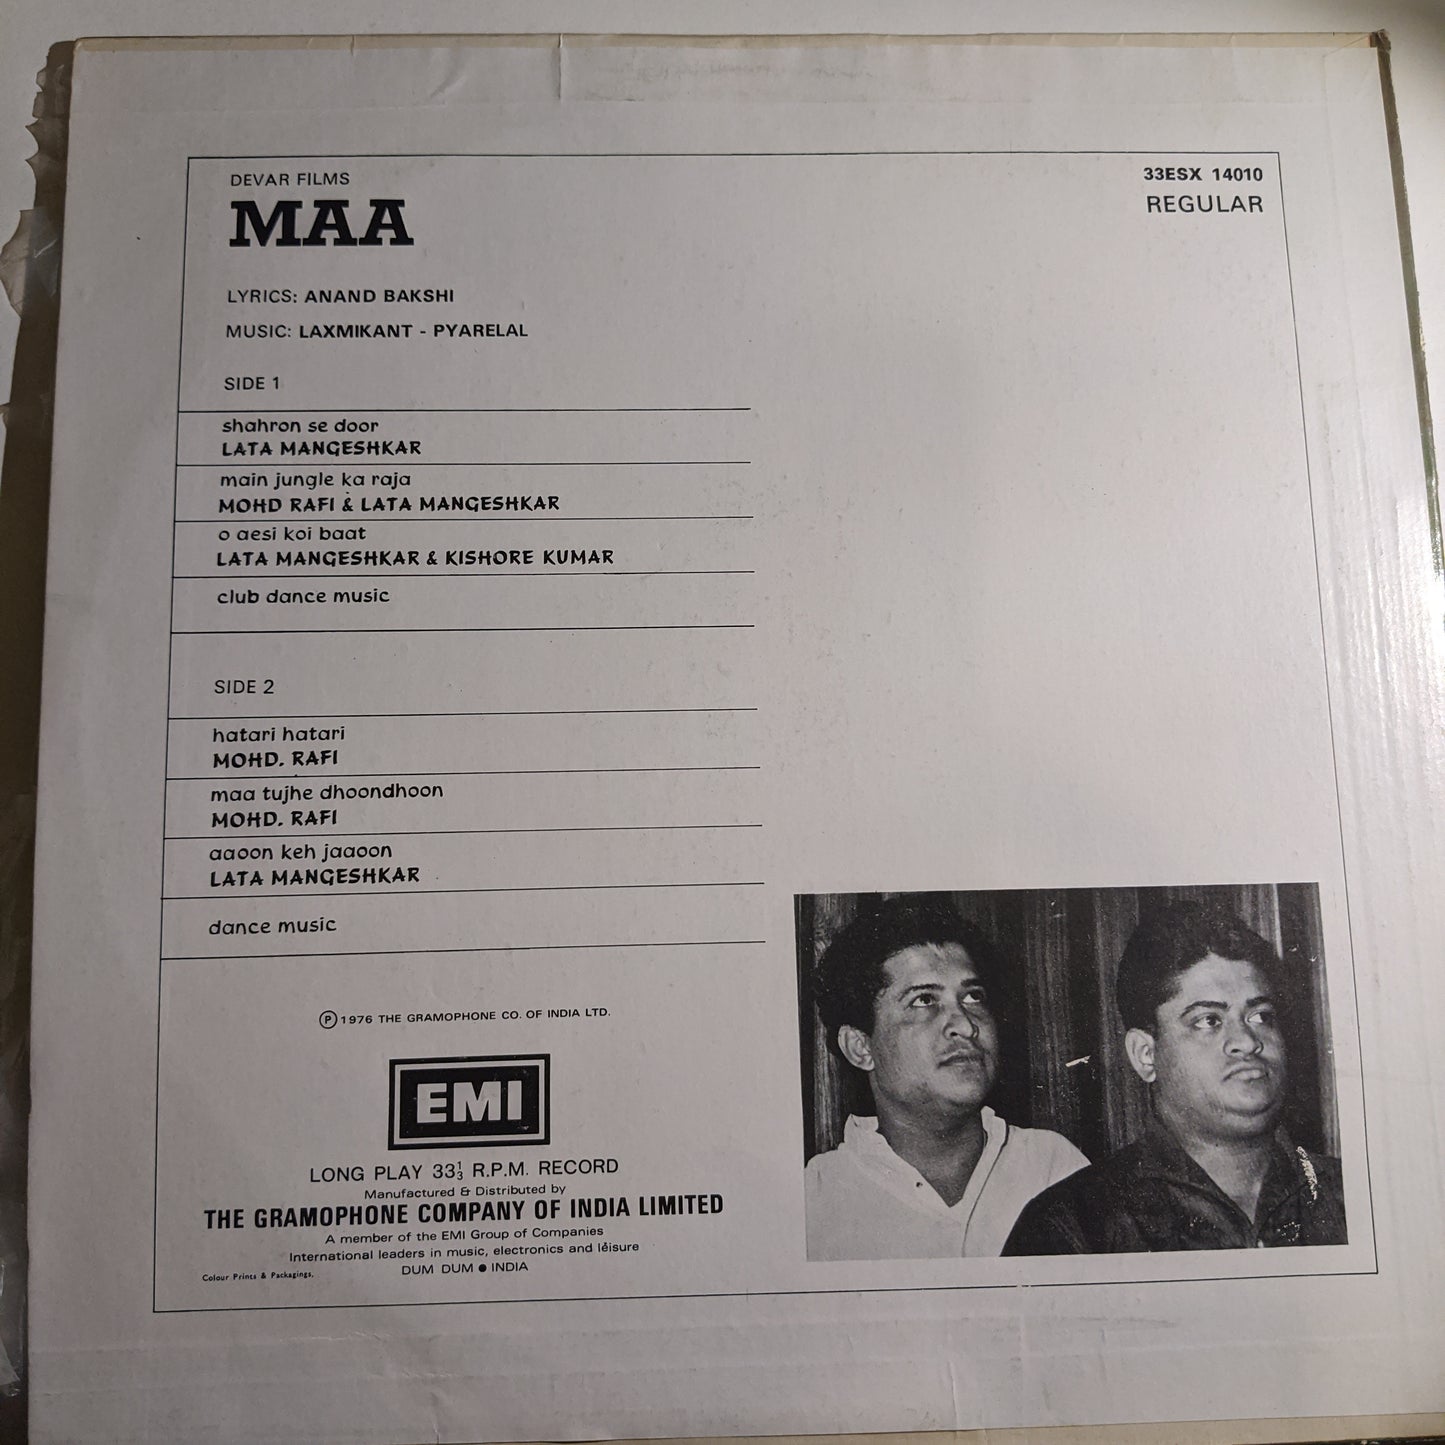 DEVAR FILMS
MAA
33ESX 14010
REGULAR
LYRICS: ANAND BAKSHI
MUSIC: LAXMIKANT - PYARELAL
SIDE 1
shahron se door
LATA MANGESHKAR
main jungle ka raja
MOHD RAFI & LATA MANGESHKAR
o aesi koi baat
LATA MANGESHKAR & KISHORE KUMAR
club dance music
SIDE 2
hatari hatari
MOHD. RAFI
maa tujhe dhoondhoon
MOHD. RAFI
aaoon keh jaaoon
LATA MANGESHKAR
dance music
Ⓟ 1976 THE GRAMOPHONE CO. OF INDIA LTD.
EMI
LONG PLAY 33⅓ R.P.M. RECORD
Manufactured & Distributed by
THE GRAMOPHONE COMPANY OF INDIA LIMITED
A member of the EMI Group of Companies
International leaders in music, electronics and leisure
DUM DUM ● INDIA
Colour Prints & Packagings.